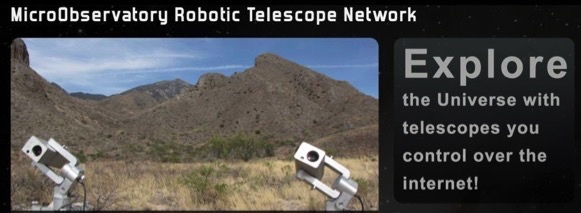 MicroObservatory Robotic Telescope Network
Explore
the Universe with
telescopes you
control over the
internet!